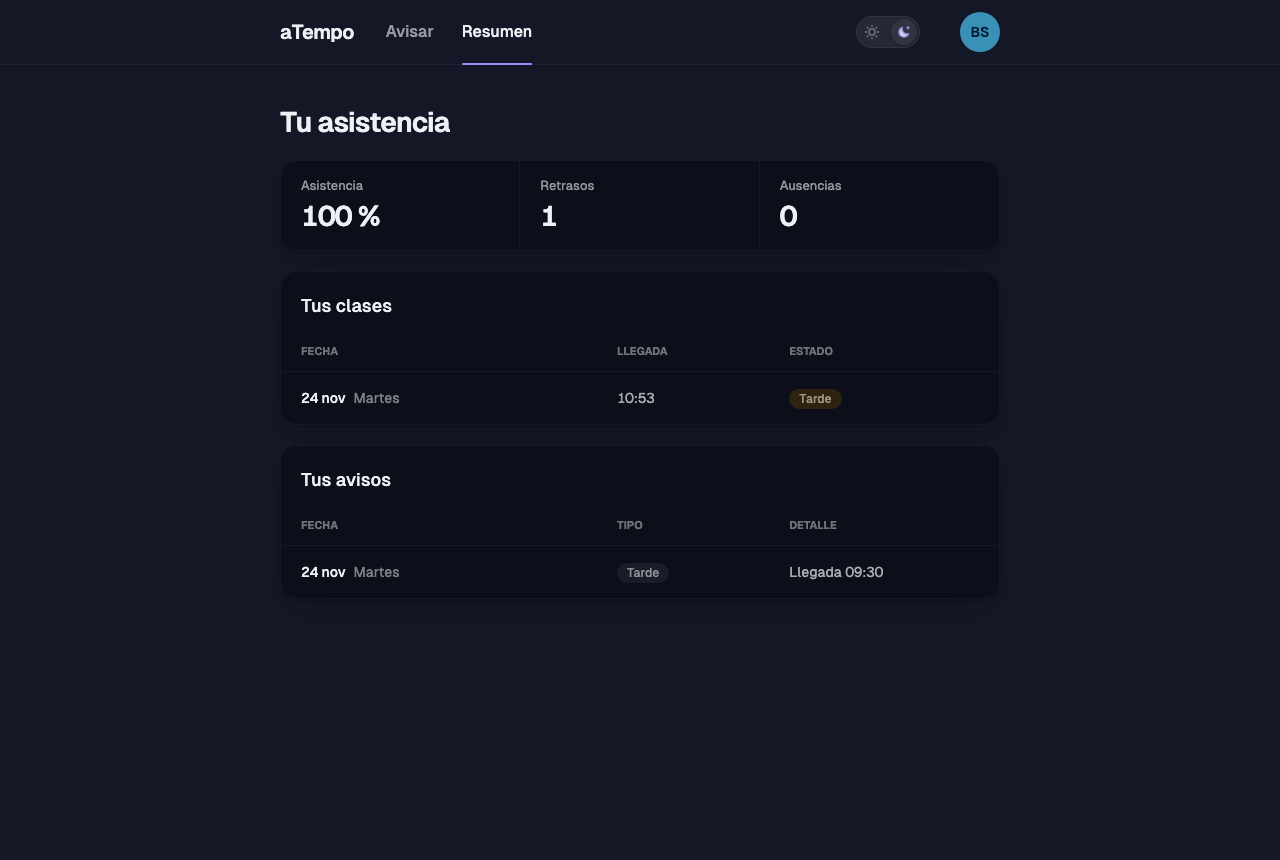 aTempo Avisar Resumen BS
Tu asistencia
Asistencia Retrasos Ausencias
100 % 1 0
Tus clases
FECHA LLEGADA ESTADO
24 nov Martes 10:53 Tarde
Tus avisos
FECHA TIPO DETALLE
24 nov Martes Tarde Llegada 09:30